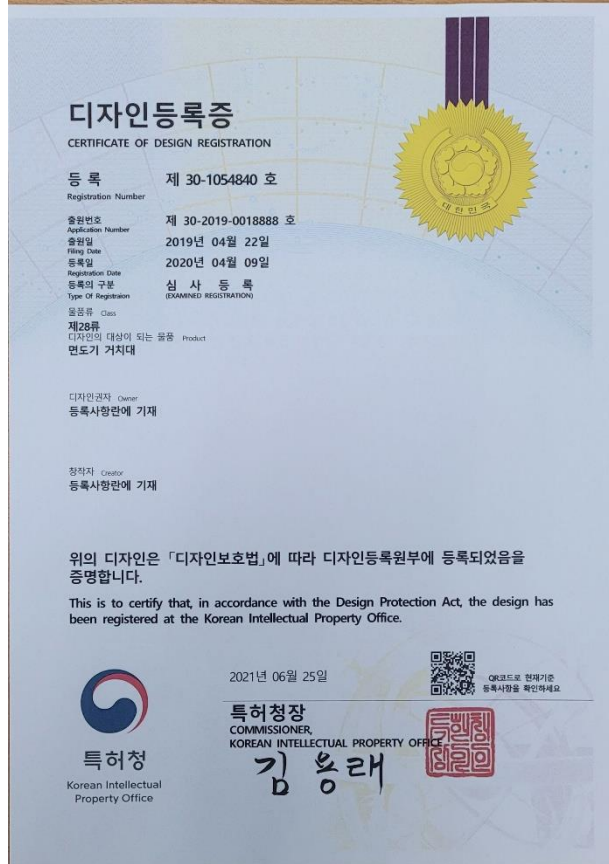 디자인등록증
CERTIFICATE OF DESIGN REGISTRATION
등 록 제 30-1054840 호
Registration Number
출원번호 제 30-2019-0018888 호
Application Number
출원일 2019년 04월 22일
Filing Date
등록일 2020년 04월 09일
Registration Date
등록의 구분 심 사 등 록
Type Of Registraion (EXAMINED REGISTRATION)
물품류 Class
제28류
디자인의 대상이 되는 물품 Product
면도기 거치대
디자인권자 Owner
등록사항란에 기재
창작자 Creator
등록사항란에 기재
위의 디자인은 「디자인보호법」에 따라 디자인등록원부에 등록되었음을
증명합니다.
This is to certify that, in accordance with the Design Protection Act, the design has
been registered at the Korean Intellectual Property Office.
2021년 06월 25일
QR코드로 현재기준
등록사항을 확인하세요
특허청장
COMMISSIONER,
KOREAN INTELLECTUAL PROPERTY OFFICE
김용래
특허청
Korean Intellectual
Property Office
대한민국